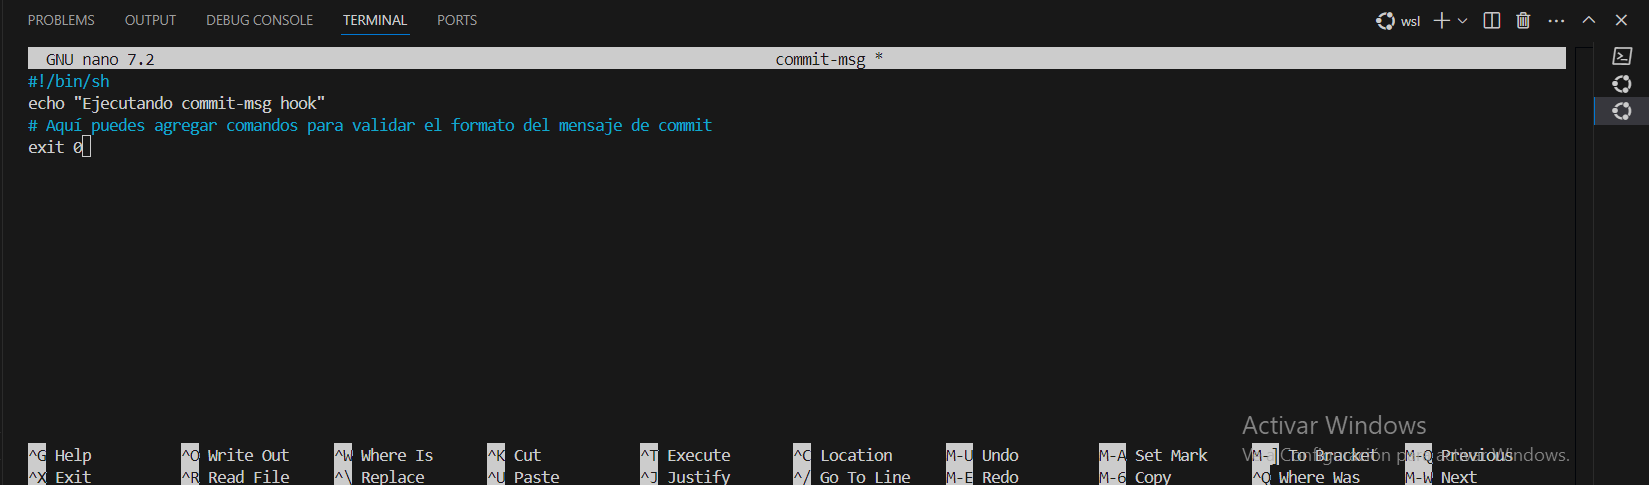 PROBLEMS OUTPUT DEBUG CONSOLE TERMINAL PORTS wsl
GNU nano 7.2 commit-msg *
#!/bin/sh
echo "Ejecutando commit-msg hook"
# Aquí puedes agregar comandos para validar el formato del mensaje de commit
exit 0
Activar Windows
^G Help ^O Write Out ^W Where Is ^K Cut ^T Execute ^C Location M-U Undo M-A Set Mark M-] To Bracket M-Q Previous
Ve a Configuración para activar Windows.
^X Exit ^R Read File ^\ Replace ^U Paste ^J Justify ^/ Go To Line M-E Redo M-6 Copy ^Q Where Was M-W Next